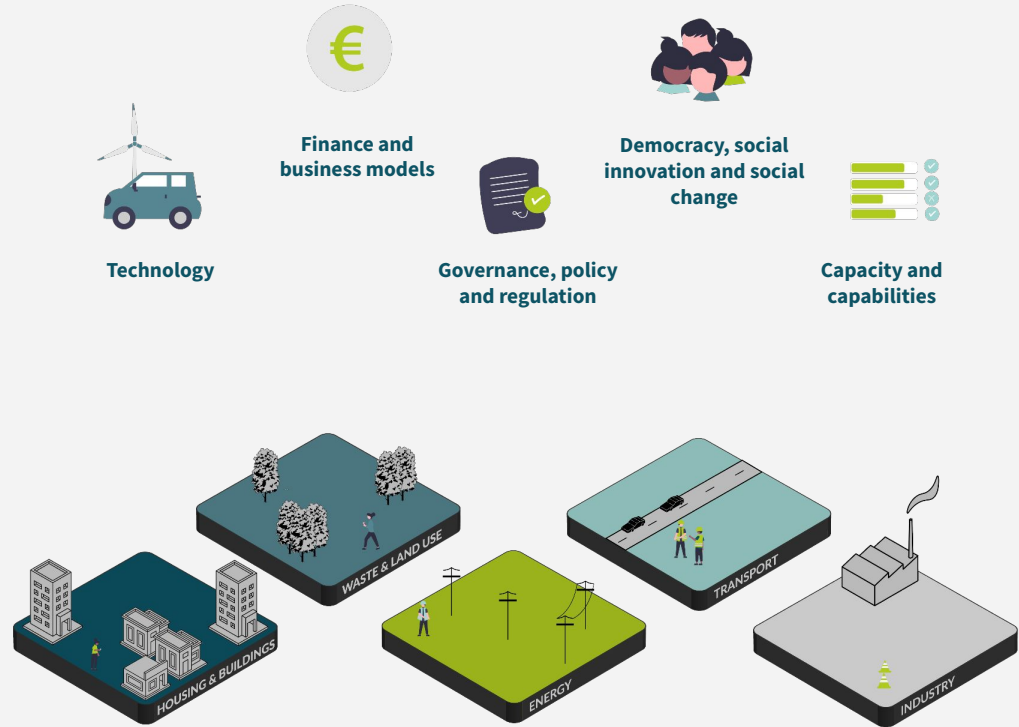 €
Finance and
business models
Democracy, social
innovation and social
change
Technology
Governance, policy
and regulation
Capacity and
capabilities
WASTE & LAND USE
TRANSPORT
HOUSING & BUILDINGS
ENERGY
INDUSTRY